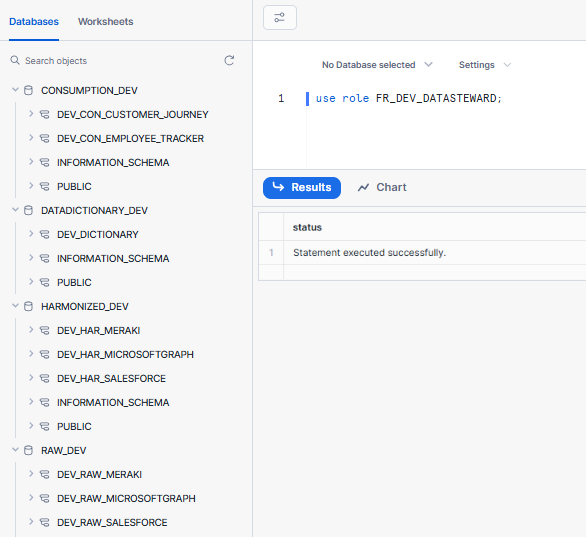 Databases
Worksheets
Search objects
CONSUMPTION_DEV
DEV_CON_CUSTOMER_JOURNEY
DEV_CON_EMPLOYEE_TRACKER
INFORMATION_SCHEMA
PUBLIC
DATADICTIONARY_DEV
DEV_DICTIONARY
INFORMATION_SCHEMA
PUBLIC
HARMONIZED_DEV
DEV_HAR_MERAKI
DEV_HAR_MICROSOFTGRAPH
DEV_HAR_SALESFORCE
INFORMATION_SCHEMA
PUBLIC
RAW_DEV
DEV_RAW_MERAKI
DEV_RAW_MICROSOFTGRAPH
DEV_RAW_SALESFORCE
No Database selected
Settings
1 use role FR_DEV_DATASTEWARD;
Results
Chart
status
1 Statement executed successfully.